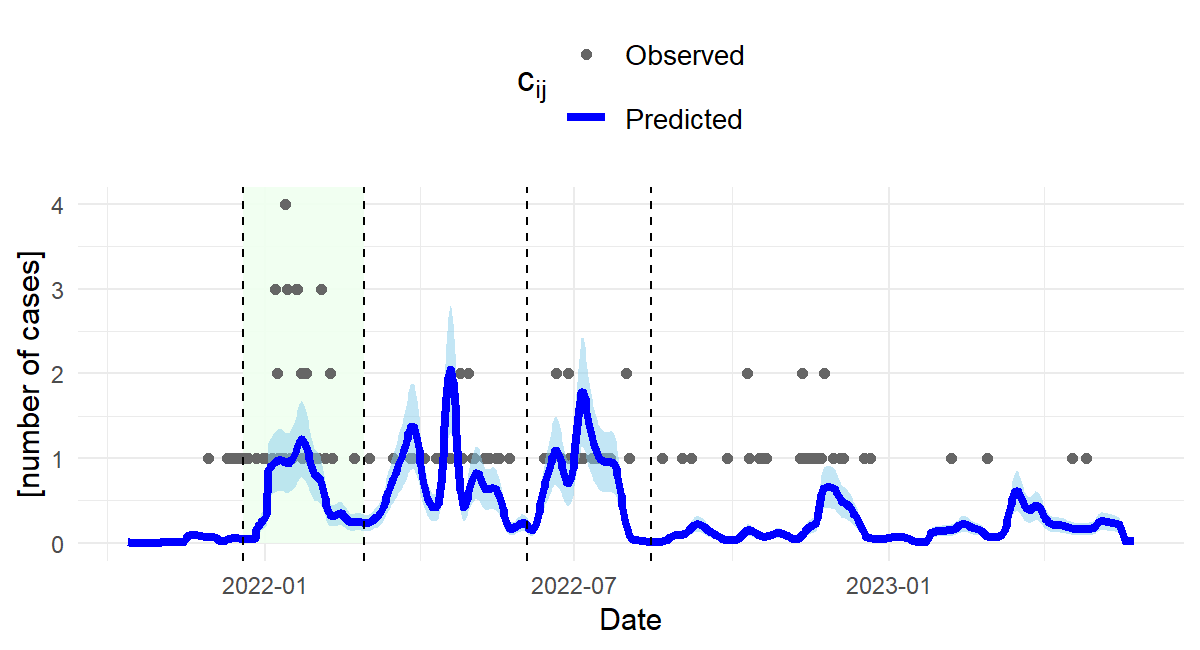 Observed
c_ij
Predicted
[number of cases]
4
3
2
1
0
2022-01 2022-07 2023-01
Date